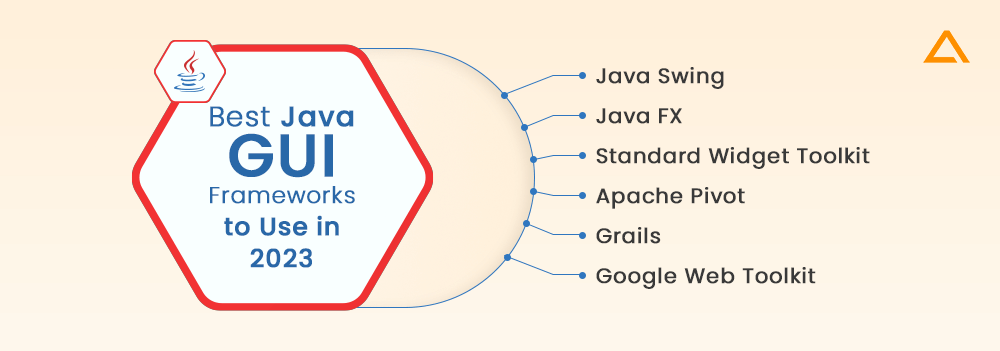 Best Java
GUI
Frameworks
to Use in
2023
Java Swing
Java FX
Standard Widget Toolkit
Apache Pivot
Grails
Google Web Toolkit